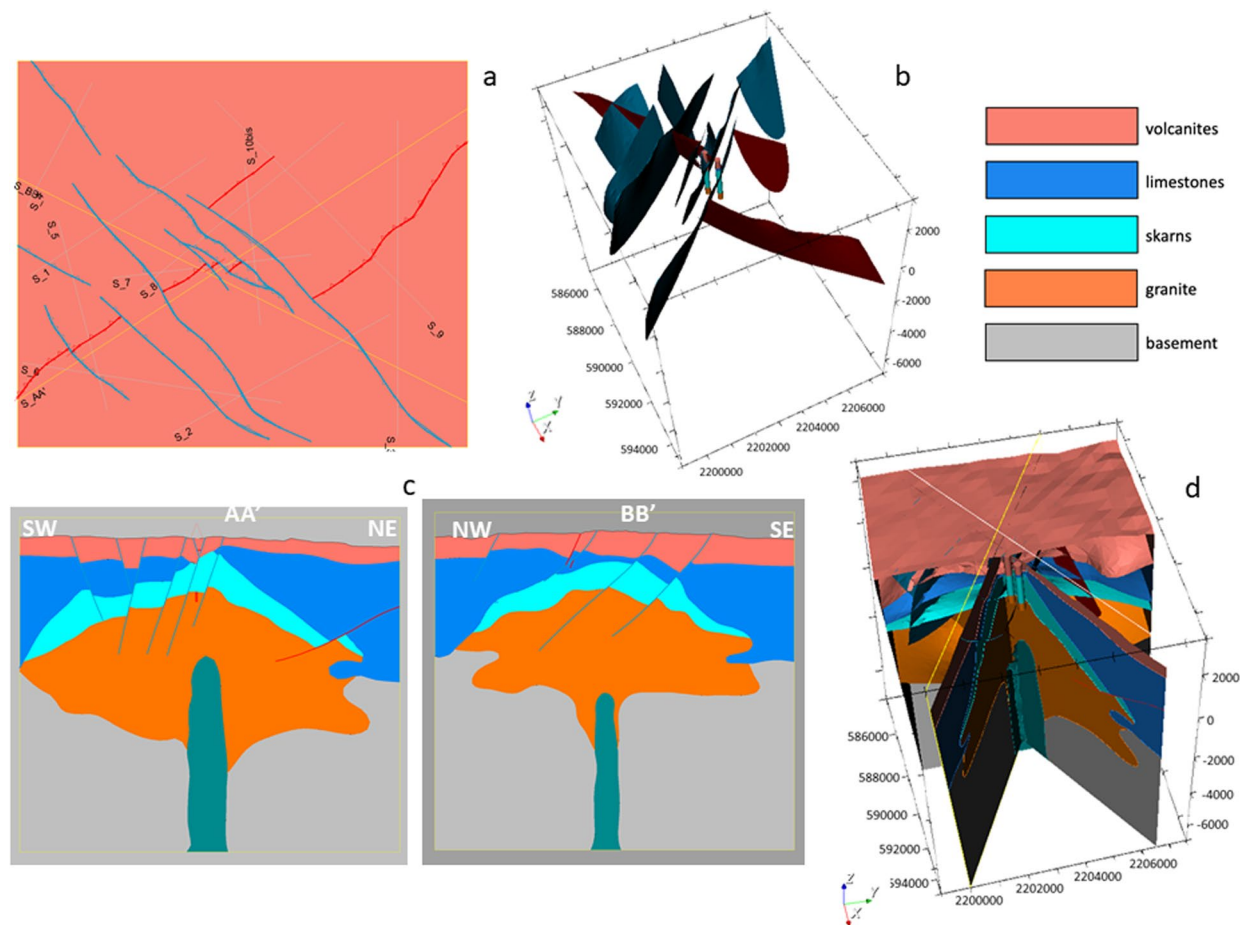 a
S_10bis
S_5
S_1
S_7
S_8
S_9
S_6
S_AA'
S_2
b
2000
0
-2000
-4000
-6000
586000
588000
590000
592000
594000
2200000
2202000
2204000
2206000
Z
Y
X
volcanites
limestones
skarns
granite
basement
c
SW
AA'
NE
NW
BB'
SE
d
2000
0
-2000
-4000
-6000
586000
588000
590000
592000
594000
2200000
2202000
2204000
2206000
Z
Y
X